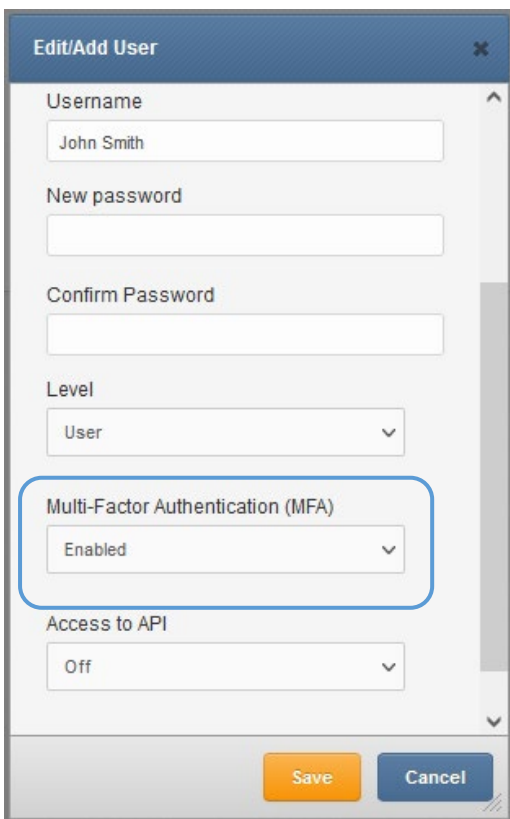 Edit/Add User
Username
John Smith
New password
Confirm Password
Level
User
Multi-Factor Authentication (MFA)
Enabled
Access to API
Off
Save
Cancel